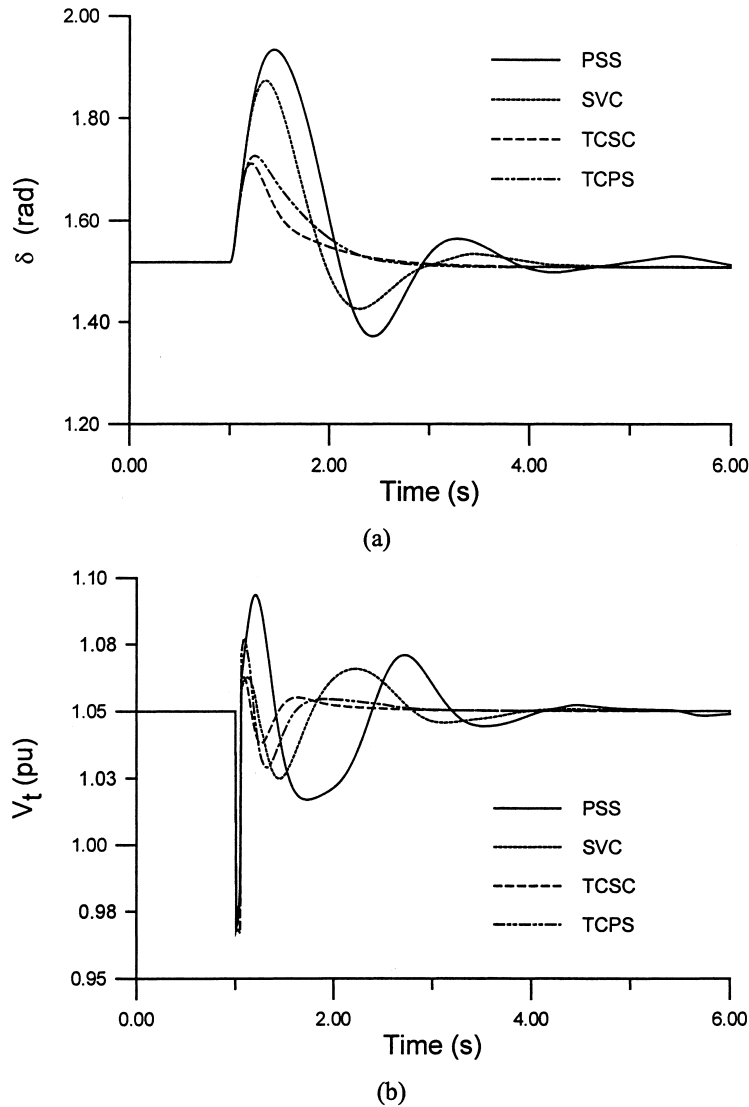 2.00
1.80
1.60
1.40
1.20
δ (rad)
PSS
SVC
TCSC
TCPS
0.00 2.00 4.00 6.00
Time (s)
(a)
1.10
1.08
1.05
1.03
1.00
0.98
0.95
Vt (pu)
PSS
SVC
TCSC
TCPS
0.00 2.00 4.00 6.00
Time (s)
(b)